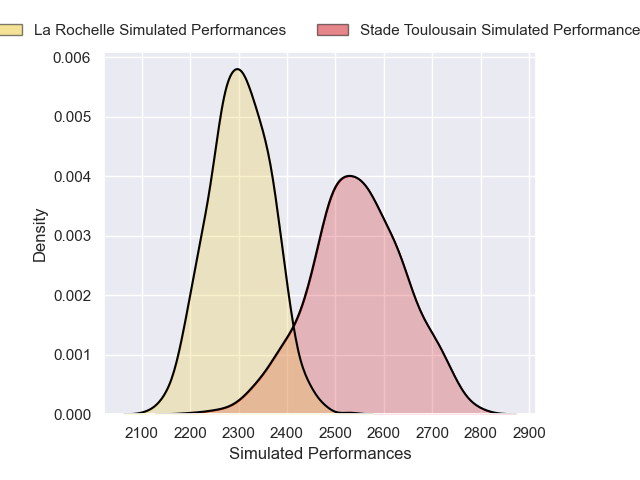 La Rochelle Simulated Performances
Stade Toulousain Simulated Performance
0.006
0.005
0.004
0.003
0.002
0.001
0.000
Density
2100 2200 2300 2400 2500 2600 2700 2800 2900
Simulated Performances